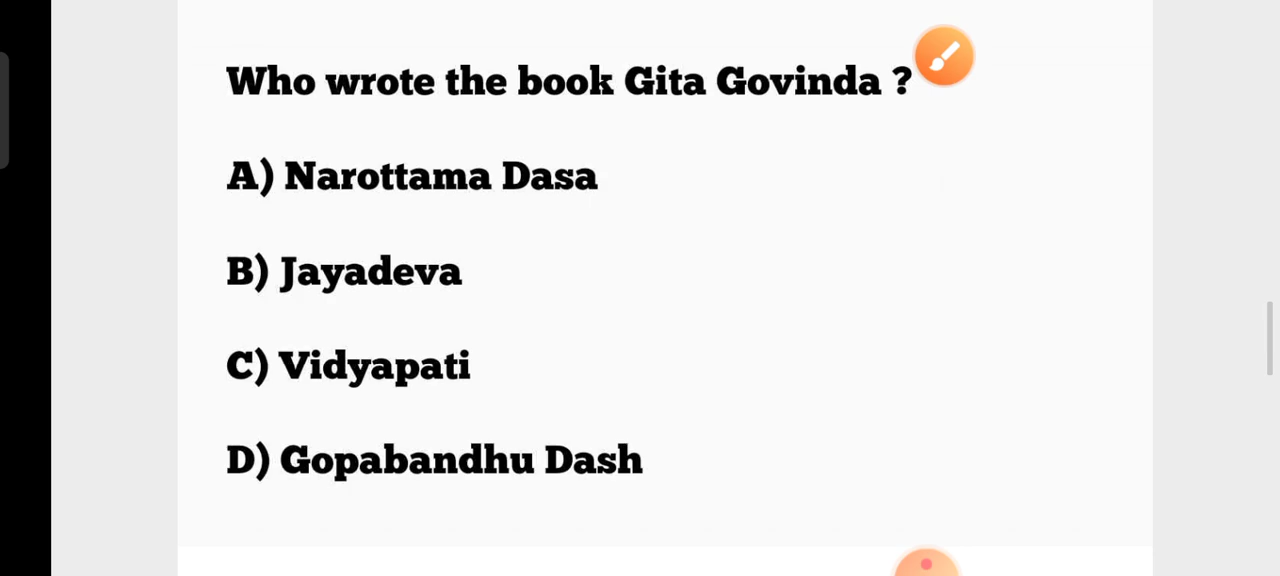 Who wrote the book Gita Govinda ?
A) Narottama Dasa
B) Jayadeva
C) Vidyapati
D) Gopabandhu Dash